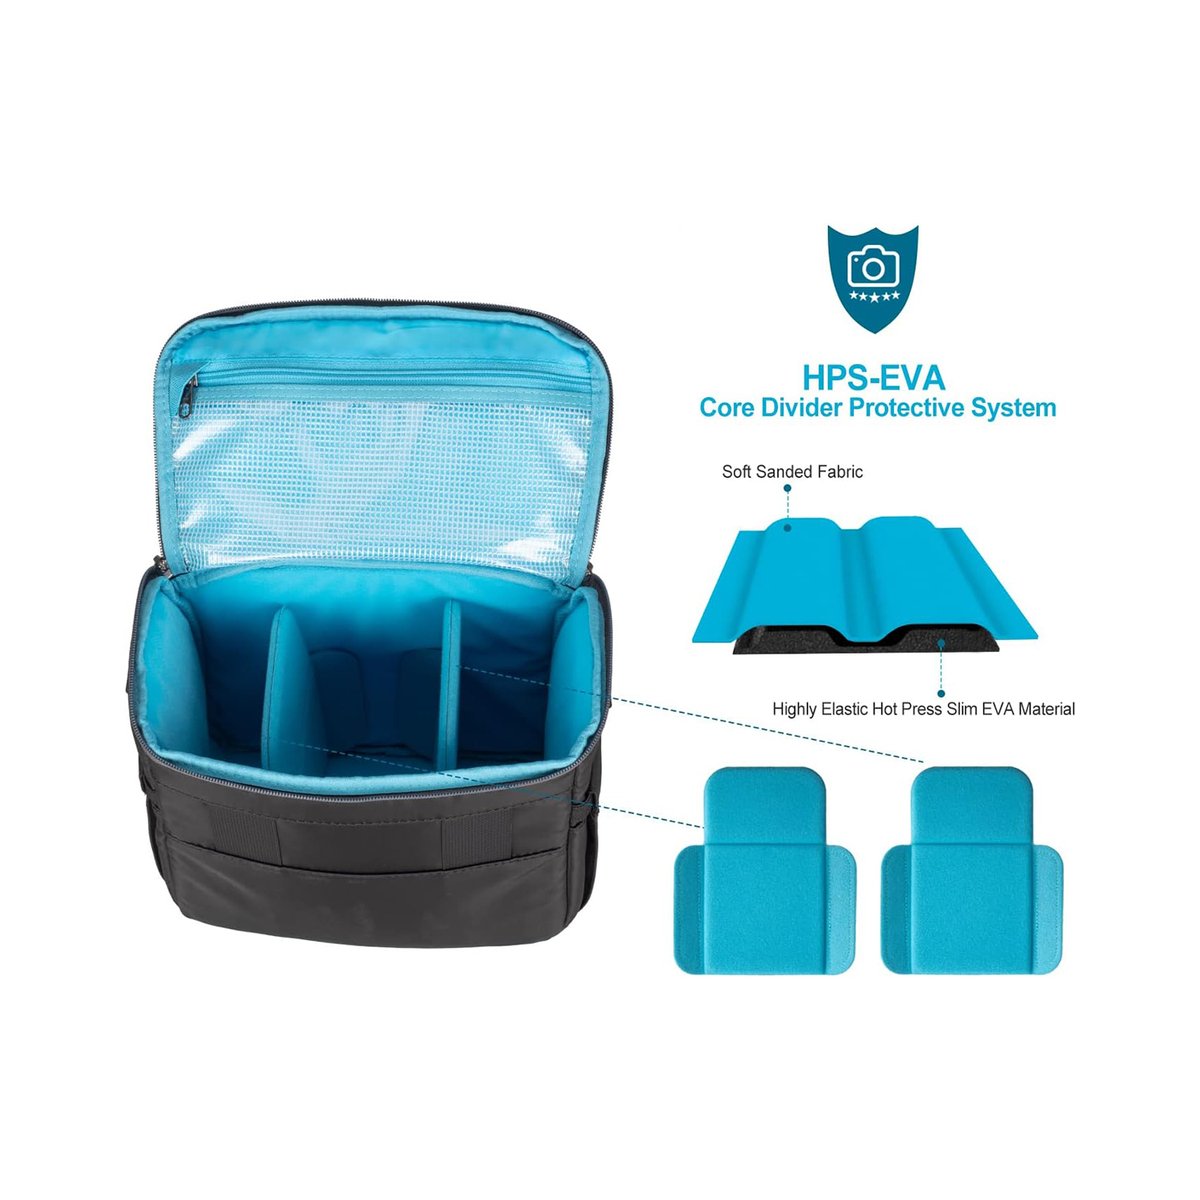 HPS-EVA
Core Divider Protective System
Soft Sanded Fabric
Highly Elastic Hot Press Slim EVA Material